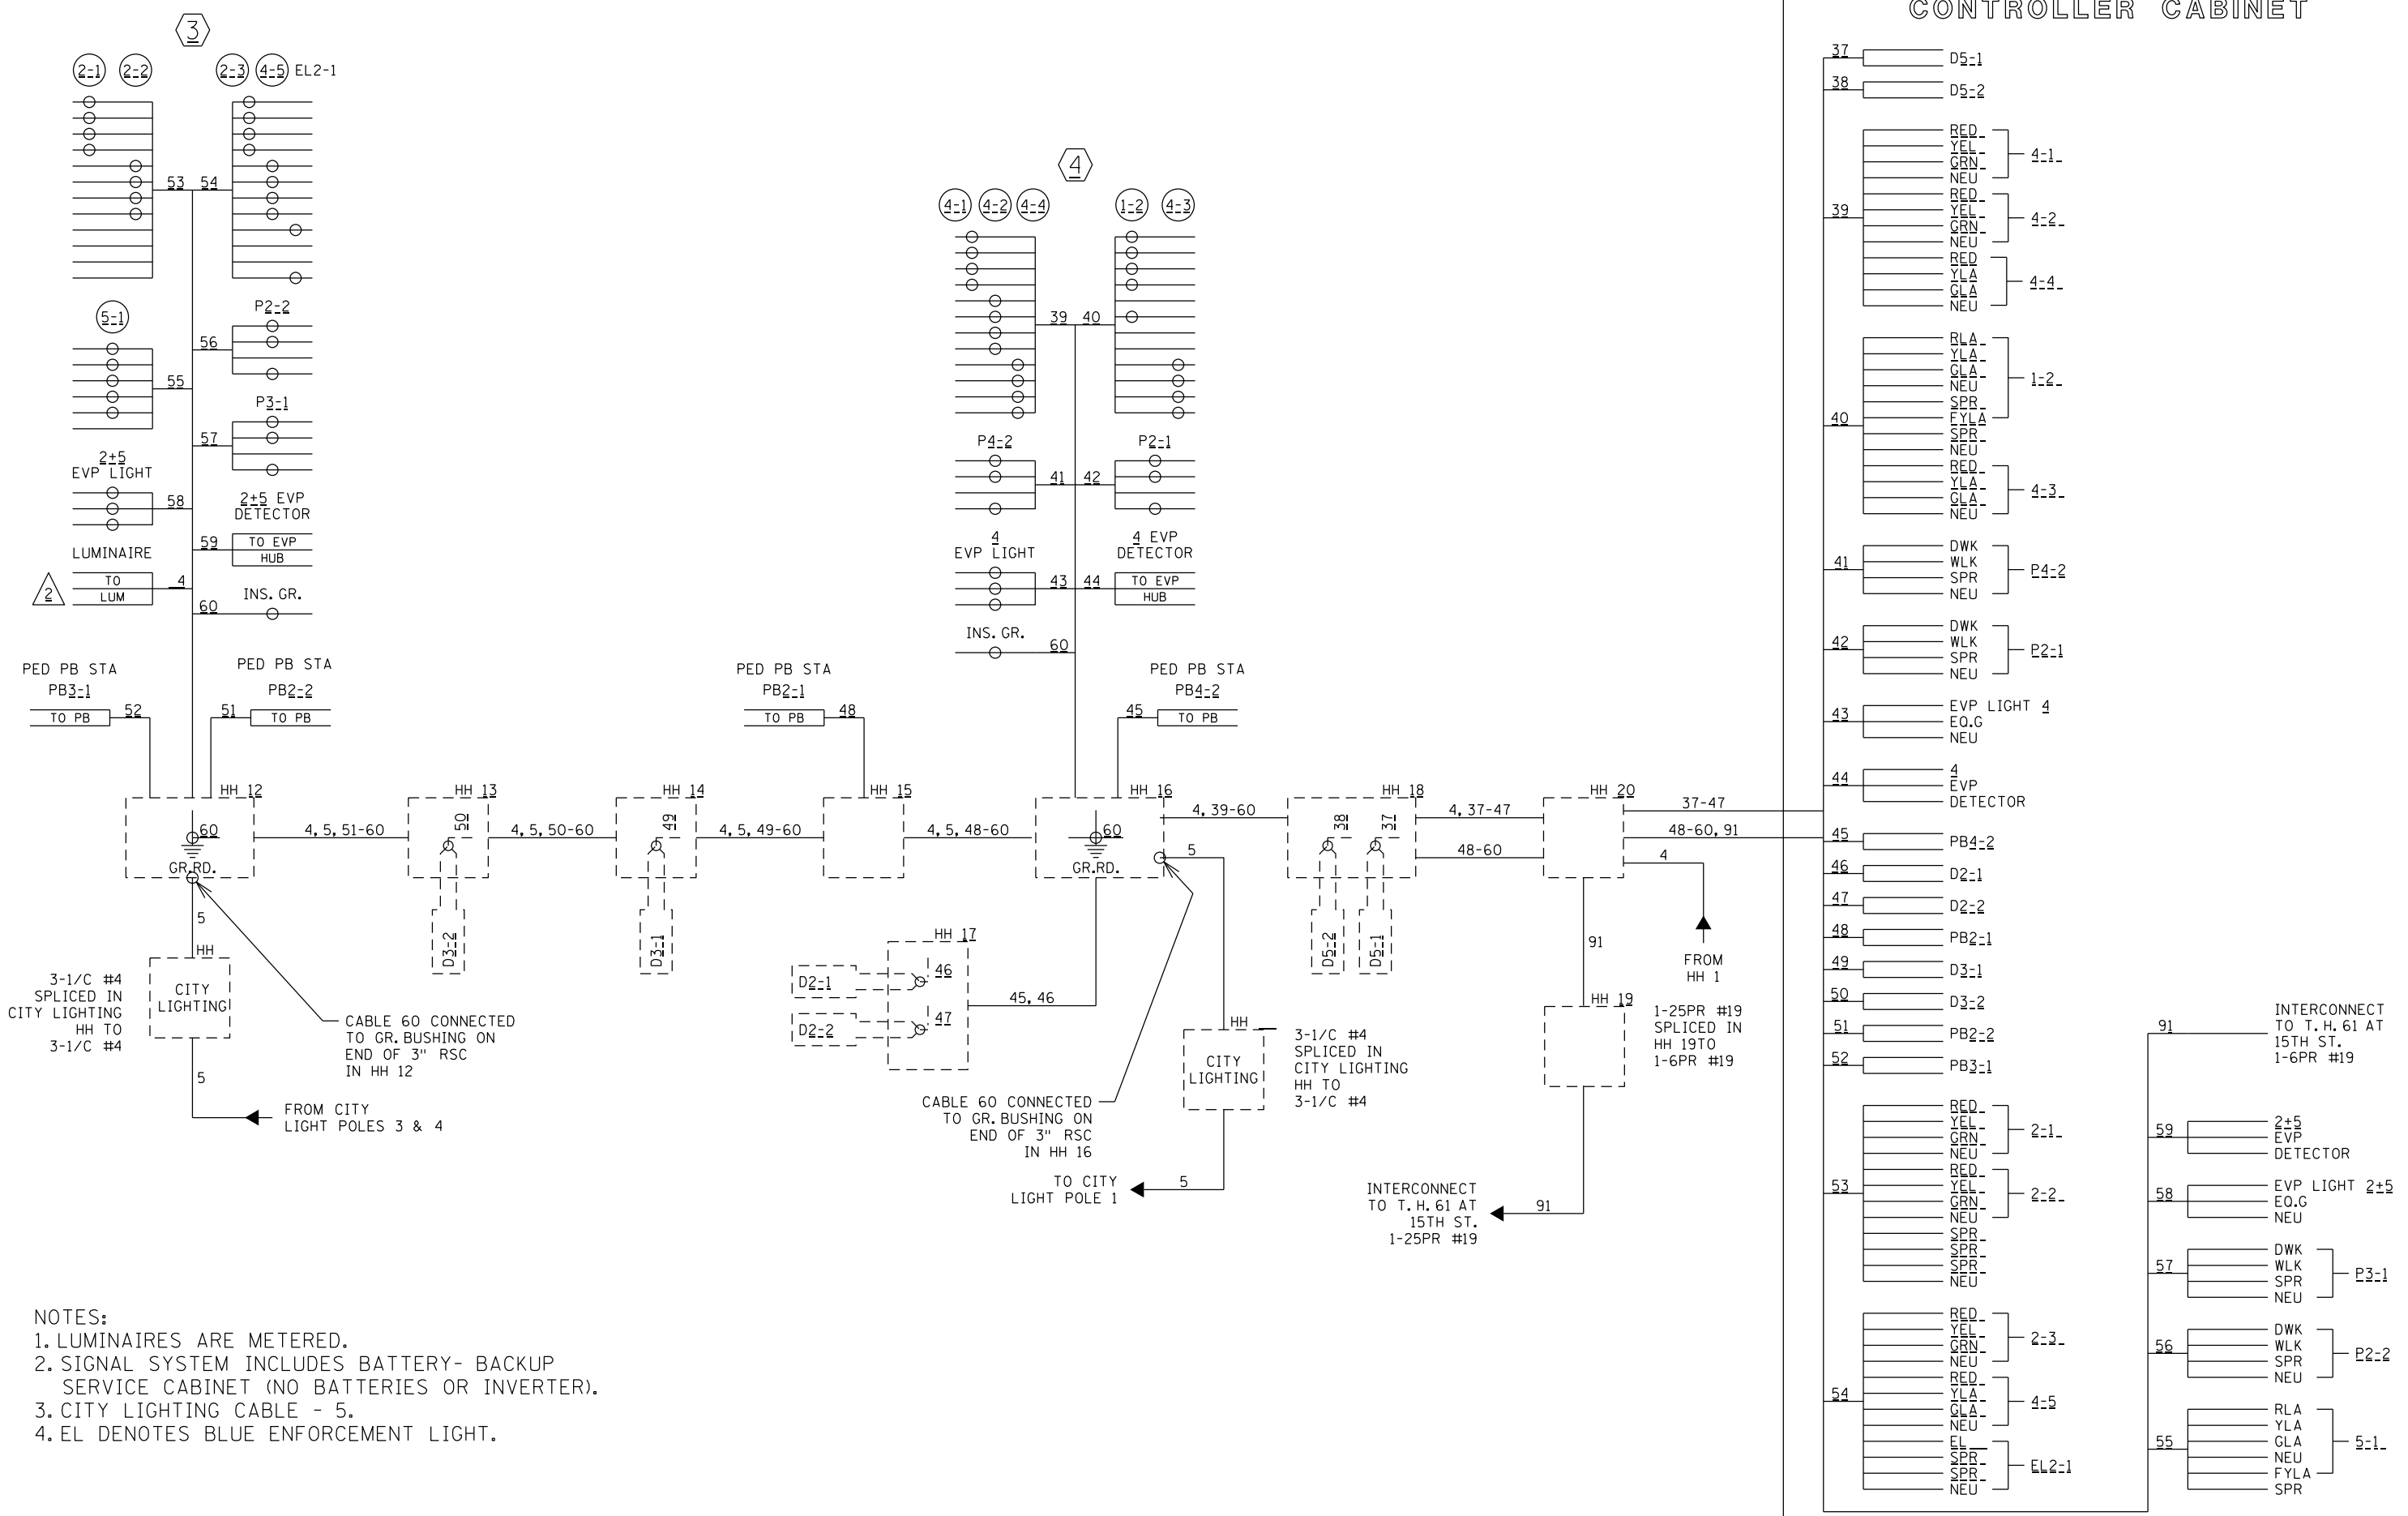 CONTROLLER CABINET
3
2-1 2-2 2-3 4-5 EL2-1
53 54
5-1
55
P2-2
56
P3-1
57
2+5
EVP LIGHT
58
2+5 EVP
DETECTOR
59 TO EVP
HUB
LUMINAIRE
2 TO 4
LUM
INS. GR.
60
PED PB STA
PB3-1
TO PB 52
PED PB STA
PB2-2
51 TO PB
4
4-1 4-2 4-4 1-2 4-3
39 40
P4-2
41
P2-1
42
4
EVP LIGHT
43
4 EVP
DETECTOR
44 TO EVP
HUB
INS. GR.
60
PED PB STA
PB2-1
TO PB 48
PED PB STA
PB4-2
45 TO PB
HH 12
60
GR.RD.
4, 5, 51-60
HH 13
50
D3-2
4, 5, 50-60
HH 14
49
D3-1
4, 5, 49-60
HH 15
4, 5, 48-60
HH 16
60
GR.RD.
5
4, 39-60
HH 18
38 37
D5-2 D5-1
4, 37-47
48-60
HH 20
37-47
48-60, 91
4
FROM
HH 1
5
HH
CITY
LIGHTING
3-1/C #4
SPLICED IN
CITY LIGHTING
HH TO
3-1/C #4
5
FROM CITY
LIGHT POLES 3 & 4
CABLE 60 CONNECTED
TO GR. BUSHING ON
END OF 3" RSC
IN HH 12
HH 17
D2-1 46
D2-2 47
45, 46
CABLE 60 CONNECTED
TO GR. BUSHING ON
END OF 3" RSC
IN HH 16
HH
CITY
LIGHTING
3-1/C #4
SPLICED IN
CITY LIGHTING
HH TO
3-1/C #4
TO CITY
LIGHT POLE 1
5
91
HH 19
1-25PR #19
SPLICED IN
HH 19TO
1-6PR #19
INTERCONNECT
TO T. H. 61 AT
15TH ST.
1-25PR #19
91
37 D5-1
38 D5-2
39
RED
YEL
GRN
NEU
4-1
RED
YEL
GRN
NEU
4-2
RED
YLA
GLA
NEU
4-4
40
RLA
YLA
GLA
NEU
SPR
FYLA
1-2
SPR
NEU
RED
YLA
GLA
NEU
4-3
41
DWK
WLK
SPR
NEU
P4-2
42
DWK
WLK
SPR
NEU
P2-1
43
EVP LIGHT 4
EQ.G
NEU
44
4
EVP
DETECTOR
45 PB4-2
46 D2-1
47 D2-2
48 PB2-1
49 D3-1
50 D3-2
51 PB2-2
52 PB3-1
53
RED
YEL
GRN
NEU
2-1
RED
YEL
GRN
NEU
2-2
SPR
SPR
SPR
NEU
54
RED
YEL
GRN
NEU
2-3
RED
YLA
GLA
NEU
4-5
EL
SPR
SPR
NEU
EL2-1
91
INTERCONNECT
TO T. H. 61 AT
15TH ST.
1-6PR #19
59
2+5
EVP
DETECTOR
58
EVP LIGHT 2+5
EQ.G
NEU
57
DWK
WLK
SPR
NEU
P3-1
56
DWK
WLK
SPR
NEU
P2-2
55
RLA
YLA
GLA
NEU
FYLA
5-1
SPR
NOTES:
1. LUMINAIRES ARE METERED.
2. SIGNAL SYSTEM INCLUDES BATTERY- BACKUP
SERVICE CABINET (NO BATTERIES OR INVERTER).
3. CITY LIGHTING CABLE - 5.
4. EL DENOTES BLUE ENFORCEMENT LIGHT.